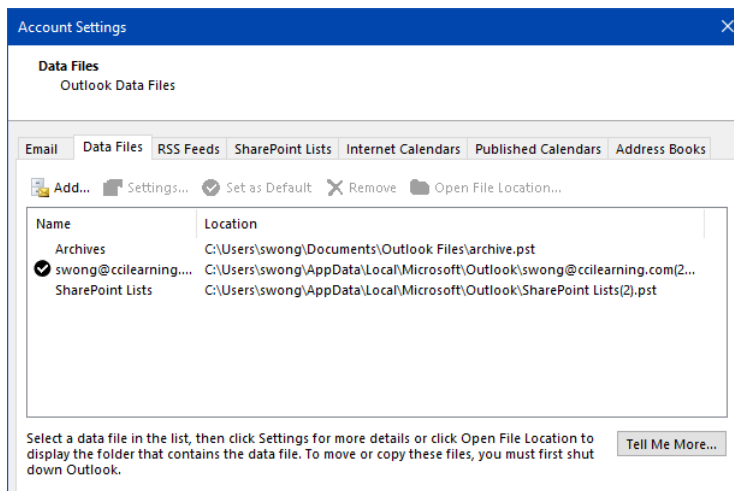 Account Settings
Data Files
Outlook Data Files
Email Data Files RSS Feeds SharePoint Lists Internet Calendars Published Calendars Address Books
Add... Settings... Set as Default Remove Open File Location...
Name Location
Archives C:\Users\swong\Documents\Outlook Files\archive.pst
swong@ccilearning.... C:\Users\swong\AppData\Local\Microsoft\Outlook\swong@ccilearning.com(2...
SharePoint Lists C:\Users\swong\AppData\Local\Microsoft\Outlook\SharePoint Lists(2).pst
Select a data file in the list, then click Settings for more details or click Open File Location to
display the folder that contains the data file. To move or copy these files, you must first shut
down Outlook.
Tell Me More...